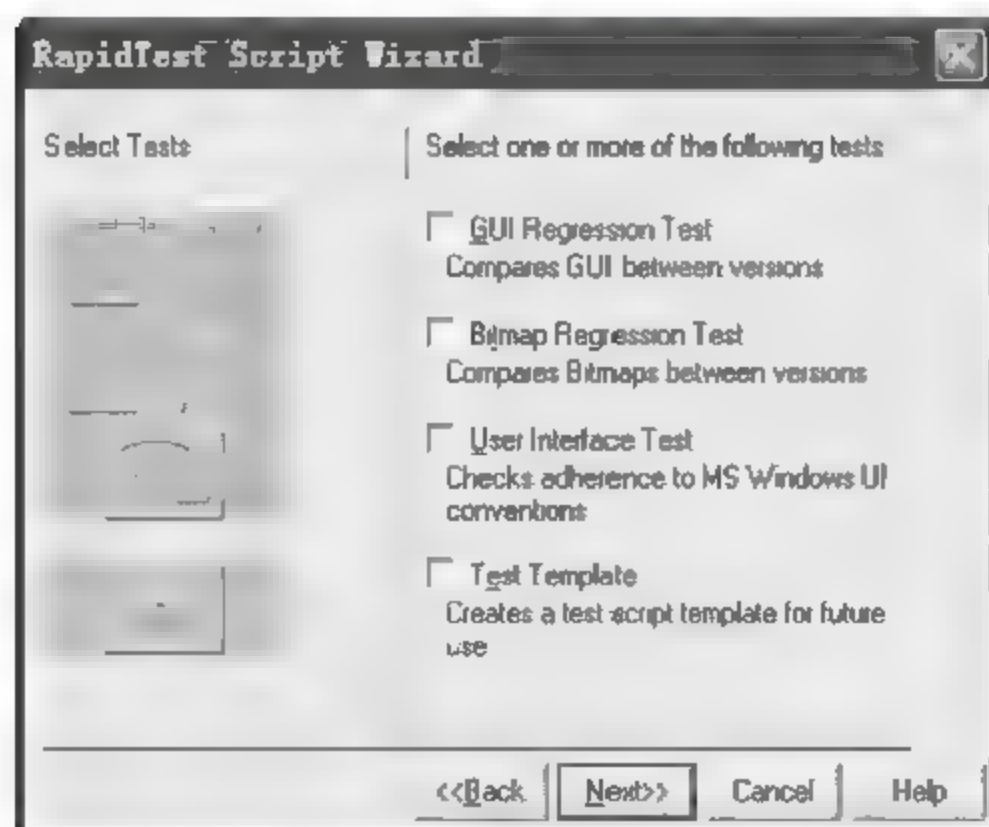 RapidTest Script Wizard
Select Tests
Select one or more of the following tests
GUI Regression Test
Compares GUI between versions
Bitmap Regression Test
Compares Bitmaps between versions
User Interface Test
Checks adherence to MS Windows UI
conventions
Test Template
Creates a test script template for future
use
<<Back
Next>>
Cancel
Help